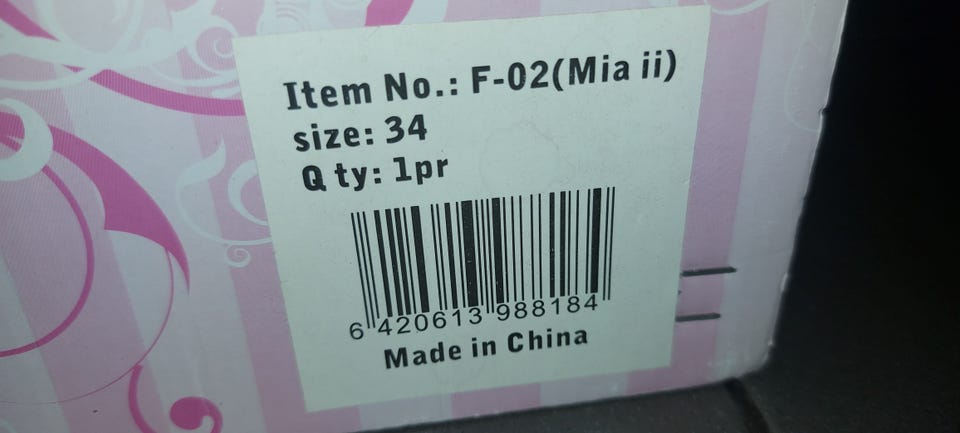 Item No.: F-02(Mia ii)
size: 34
Q ty: 1pr
6 420613 988184
Made in China